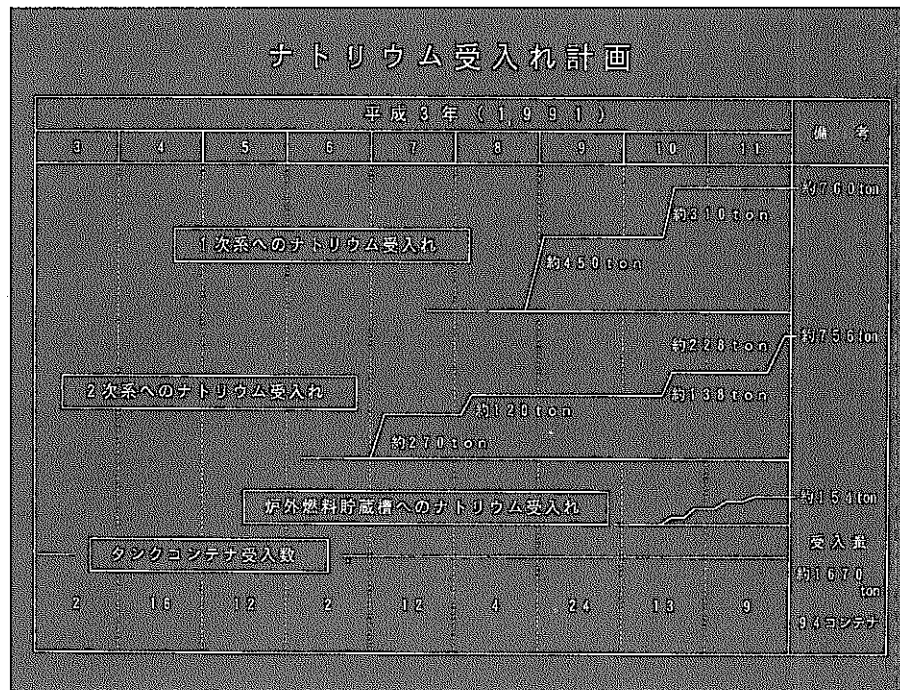 ナトリウム受入れ計画
平成3年(1991)
備考
3 4 5 6 7 8 9 10 11
約760ton
約310ton
1次系へのナトリウム受入れ
約450ton
約228ton
約756ton
2次系へのナトリウム受入れ
約138ton
約120ton
約270ton
約154ton
炉外燃料貯蔵槽へのナトリウム受入れ
タンクコンテナ受入数
受入量
約1670
ton
2 16 12 2 12 4 24 13 9
94コンテナ